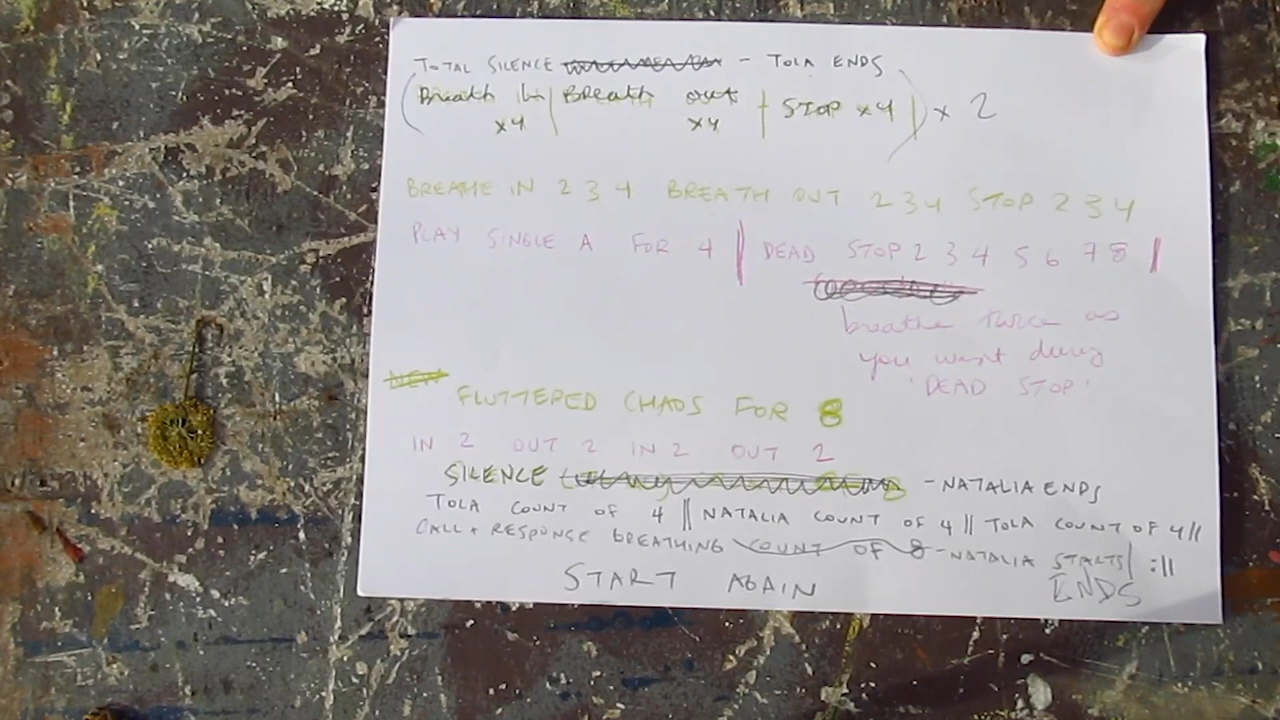 TOTAL SILENCE - TOLA ENDS
(Breath in | Breath out | STOP x4 |) x 2
x4 x4
BREATHE IN 2 3 4 BREATH OUT 2 3 4 STOP 2 3 4
PLAY SINGLE A FOR 4 || DEAD STOP 2 3 4 5 6 7 8 |
breathe twice as
you want during
'DEAD STOP'
NEW
FLUTTERED CHAOS FOR 8
IN 2 OUT 2 IN 2 OUT 2
SILENCE - NATALIA ENDS
TOLA COUNT OF 4 || NATALIA COUNT OF 4 || TOLA COUNT OF 4 ||
CALL + RESPONSE BREATHING COUNT OF 8 - NATALIA STARTS | :||
ENDS
START AGAIN